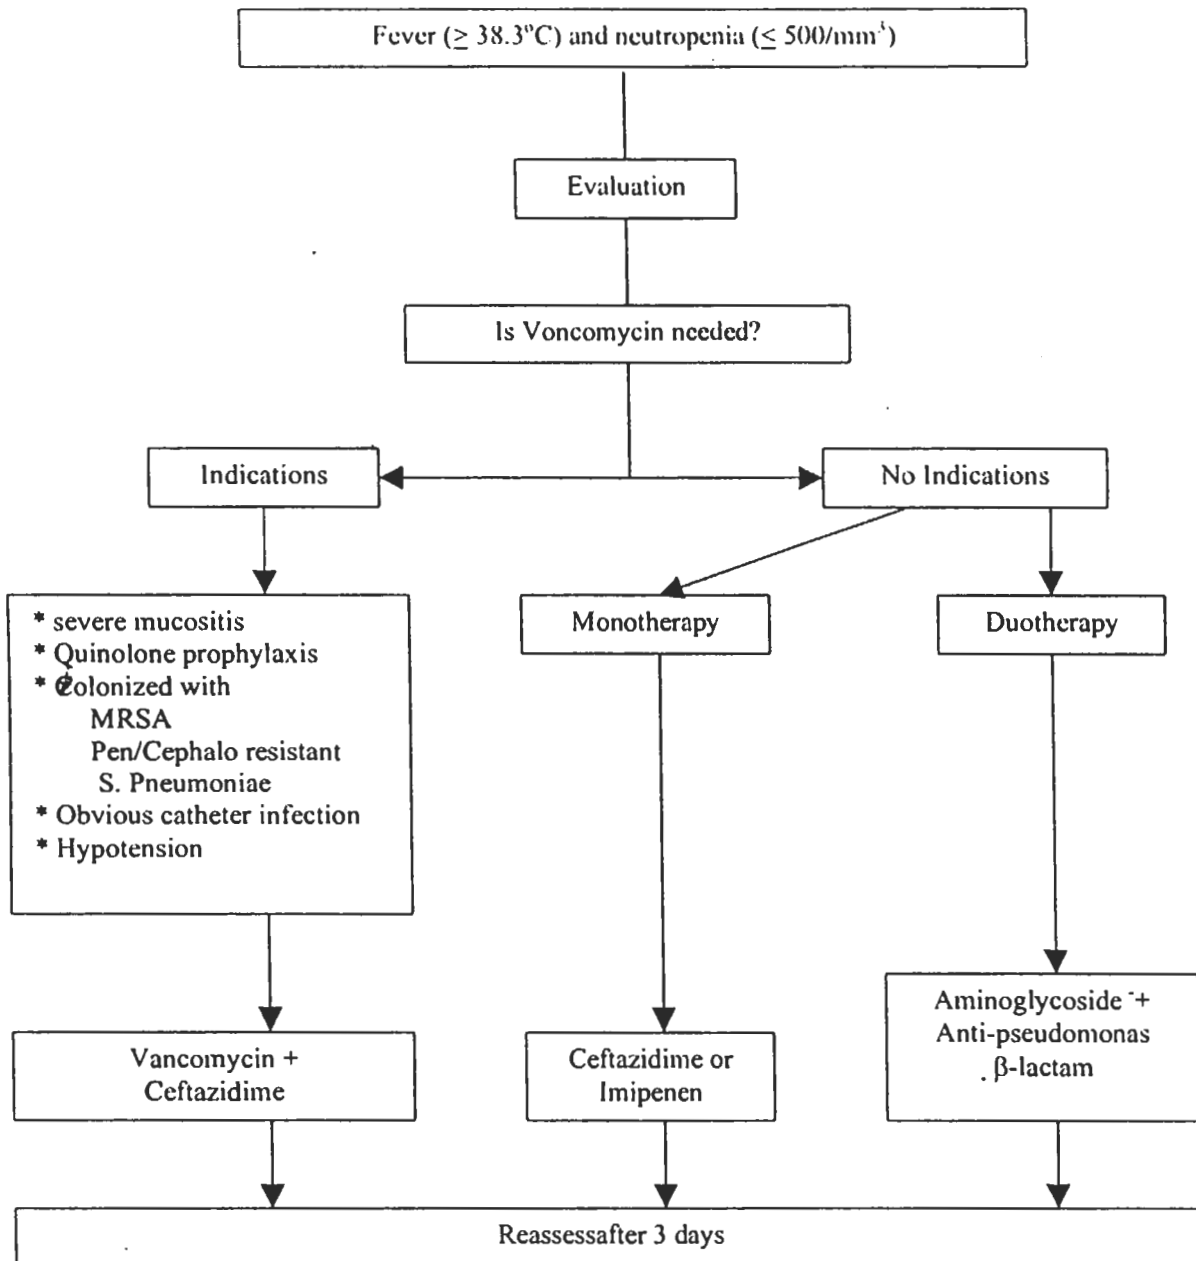 Fever (≥ 38.3°C) and neutropenia (≤ 500/mm³)
Evaluation
Is Voncomycin needed?
Indications
No Indications
* severe mucositis
* Quinolone prophylaxis
* Colonized with
MRSA
Pen/Cephalo resistant
S. Pneumoniae
* Obvious catheter infection
* Hypotension
Monotherapy
Duotherapy
Vancomycin +
Ceftazidime
Ceftazidime or
Imipenen
Aminoglycoside +
Anti-pseudomonas
β-lactam
Reassessafter 3 days